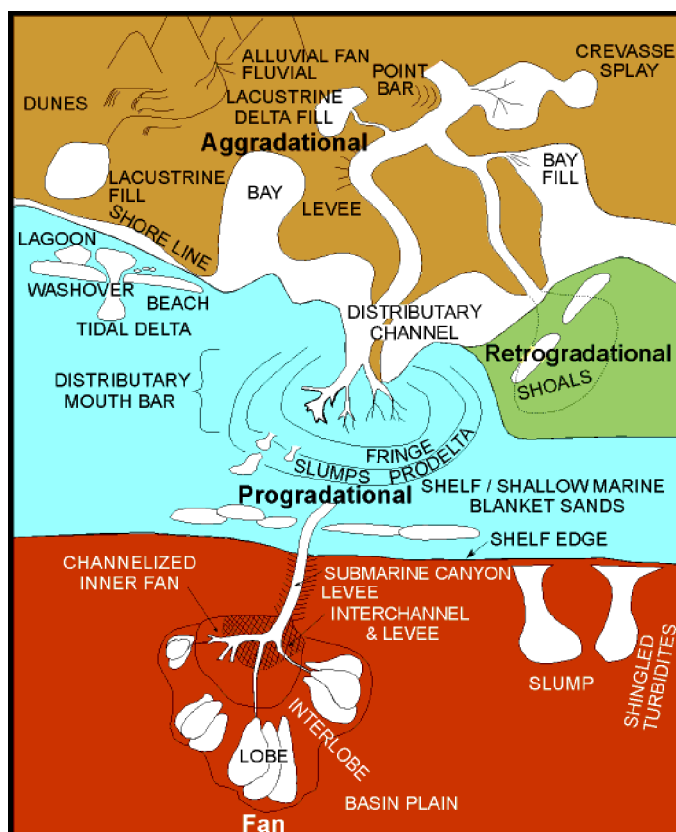 ALLUVIAL FAN
FLUVIAL
CREVASSE
SPLAY
POINT
BAR
DUNES
LACUSTRINE
DELTA FILL
Aggradational
LACUSTRINE
FILL
BAY
LEVEE
BAY
FILL
SHORE LINE
LAGOON
WASHOVER
BEACH
TIDAL DELTA
DISTRIBUTARY
CHANNEL
Retrogradational
SHOALS
DISTRIBUTARY
MOUTH BAR
FRINGE
SLUMPS PRODELTA
Progradational
SHELF / SHALLOW MARINE
BLANKET SANDS
SHELF EDGE
CHANNELIZED
INNER FAN
SUBMARINE CANYON
LEVEE
INTERCHANNEL
& LEVEE
SLUMP
SHINGLED
TURBIDITES
INTERLOBE
LOBE
BASIN PLAIN
Fan